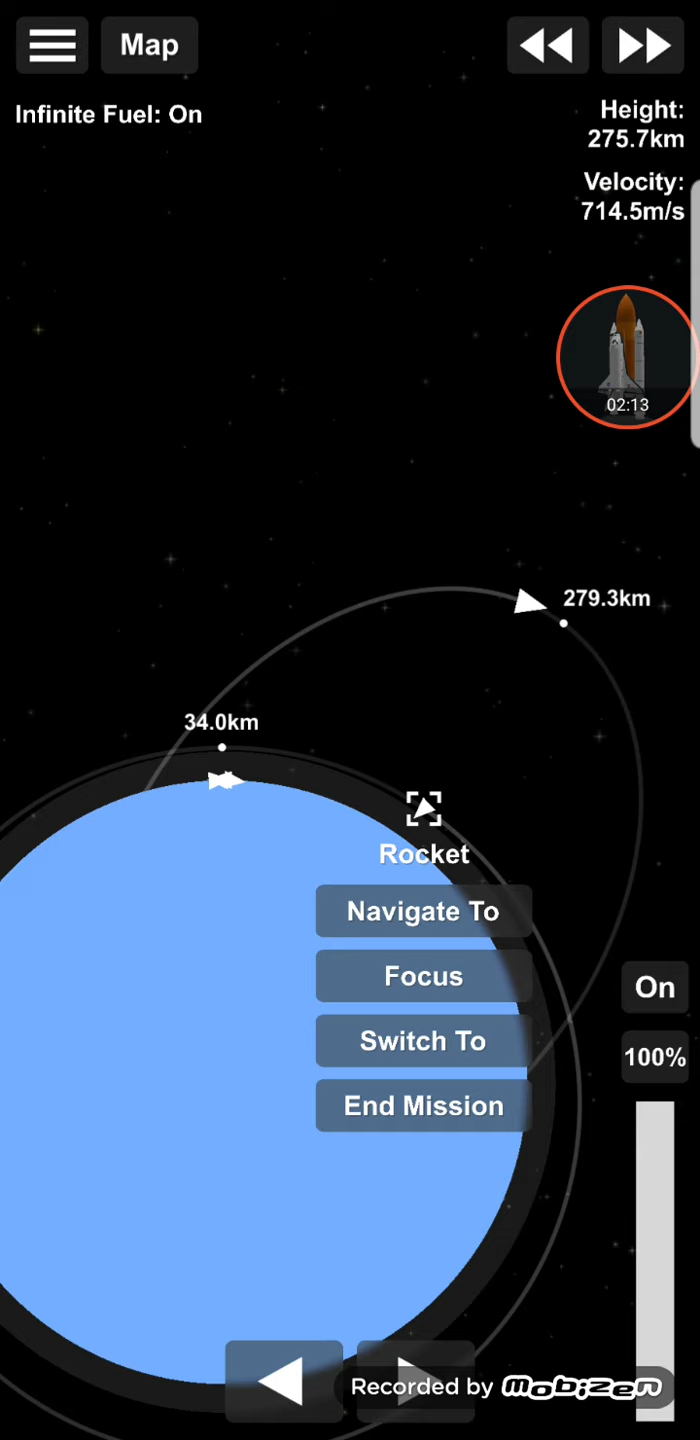 Map
Infinite Fuel: On
Height:
275.7km
Velocity:
714.5m/s
02:13
279.3km
34.0km
Rocket
Navigate To
Focus
Switch To
End Mission
On
100%
Recorded by mobizen